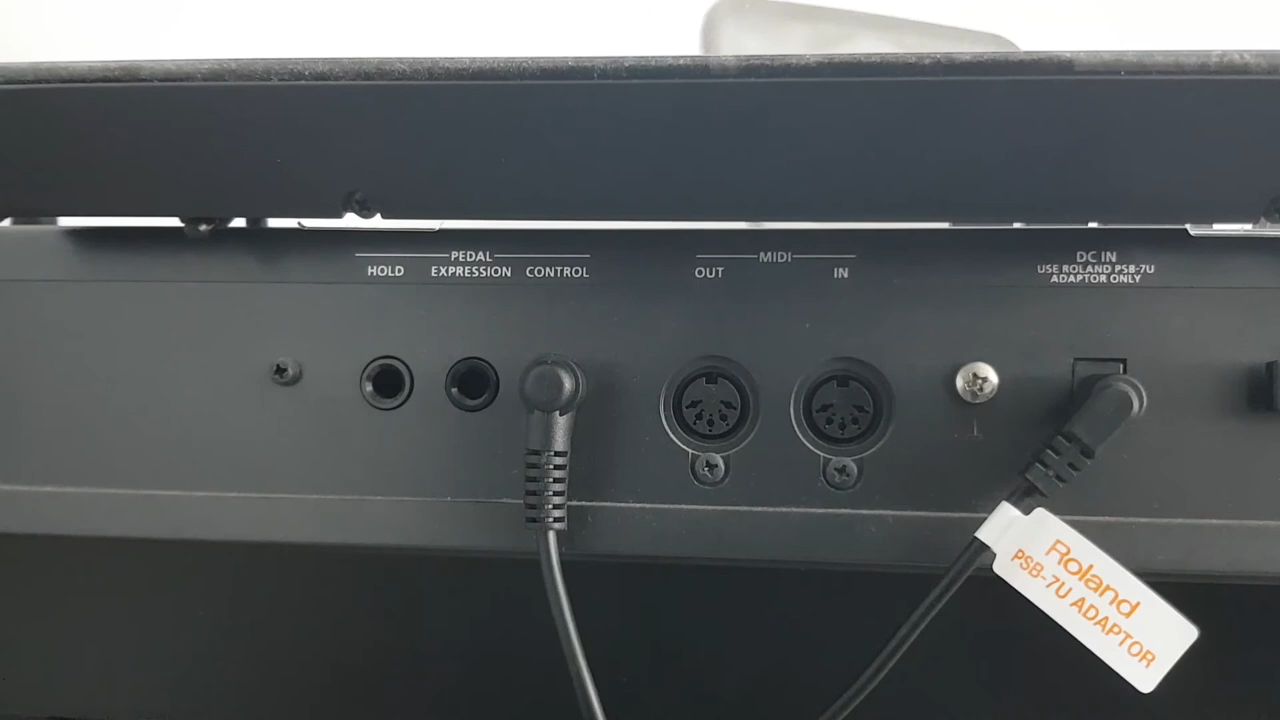 PEDAL
HOLD EXPRESSION CONTROL
MIDI
OUT IN
DC IN
USE ROLAND PSB-7U
ADAPTOR ONLY
Roland
PSB-7U ADAPTOR